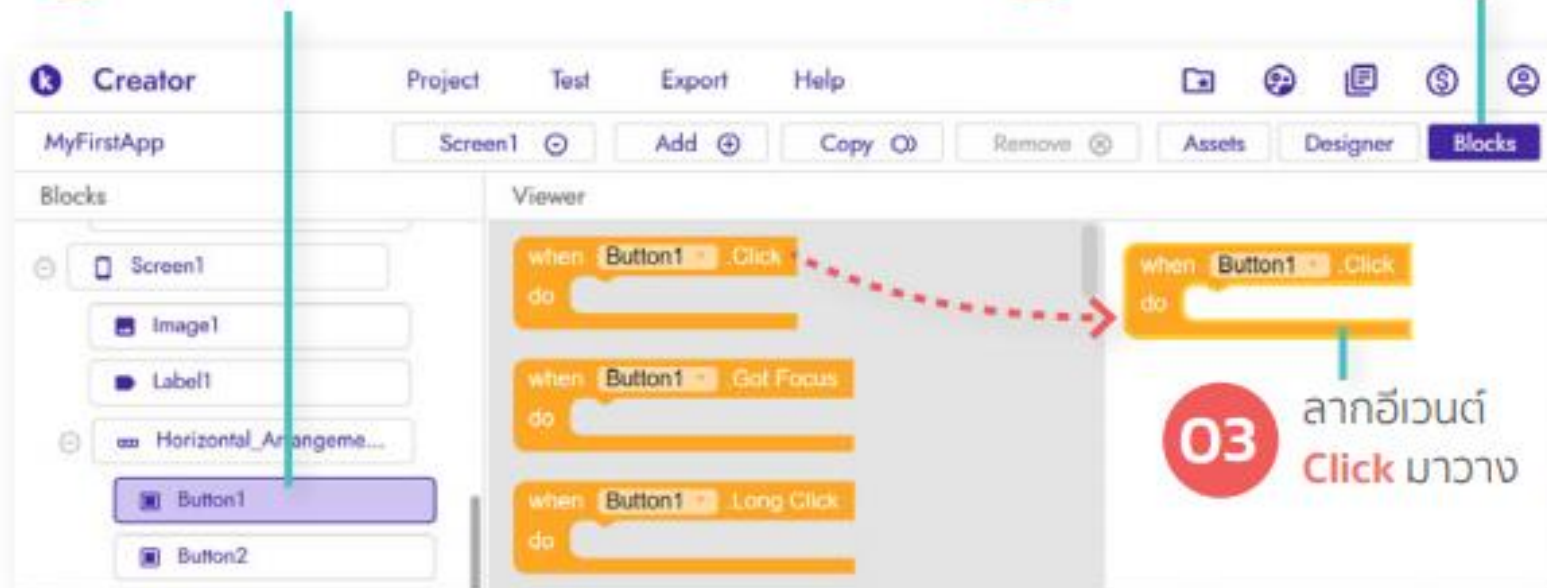 Creator Project Test Export Help
MyFirstApp Screen1 Add Copy Remove Assets Designer Blocks
Blocks Viewer
Screen1
Image1
Label1
Horizontal_Arrangeme...
Button1
Button2
when Button1 .Click
do
when Button1 .Got Focus
do
when Button1 .Long Click
do
when Button1 .Click
do
03
ลากอีเวนต์
Click มาวาง